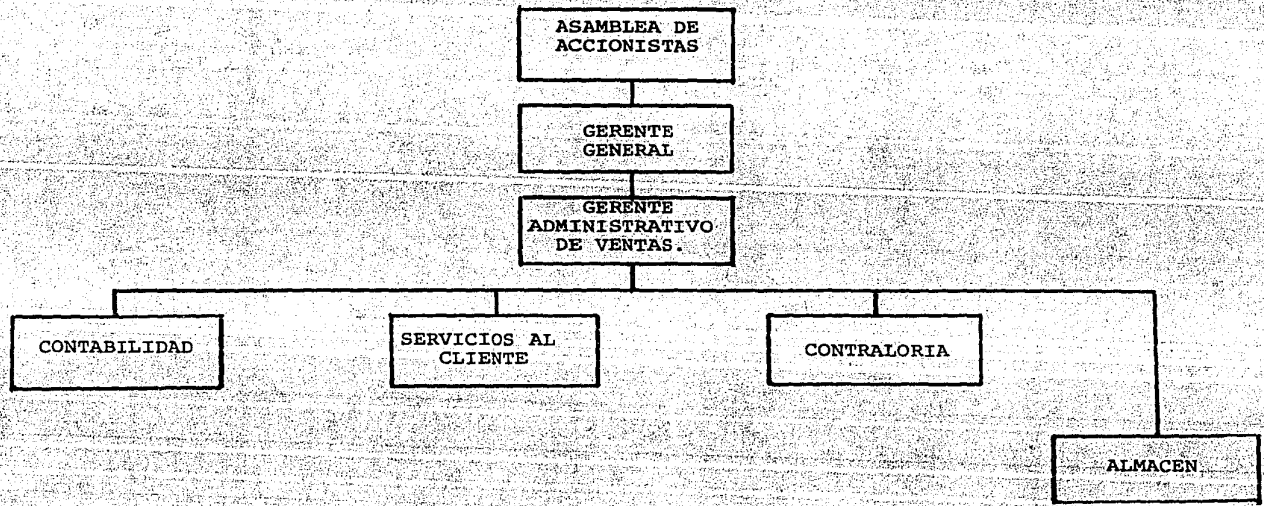 ASAMBLEA DE
ACCIONISTAS
GERENTE
GENERAL
GERENTE
ADMINISTRATIVO
DE VENTAS.
CONTABILIDAD
SERVICIOS AL
CLIENTE
CONTRALORIA
ALMACEN